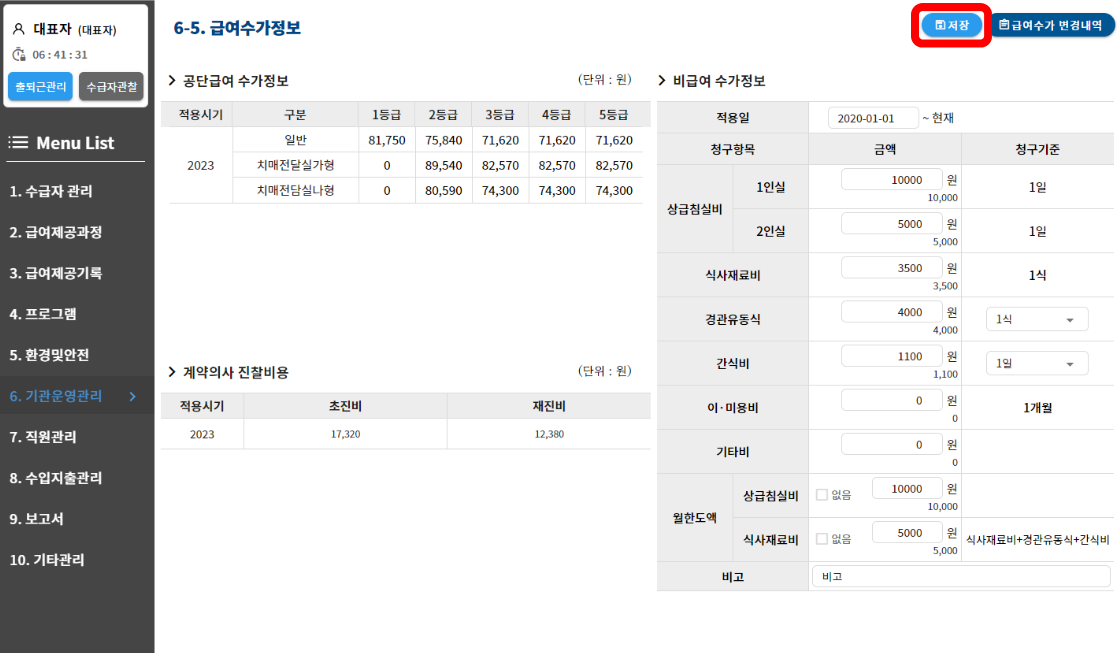 대표자 (대표자)
06 : 41 : 31
출퇴근관리 수급자관찰
Menu List
1. 수급자 관리
2. 급여제공과정
3. 급여제공기록
4. 프로그램
5. 환경및안전
6. 기관운영관리
7. 직원관리
8. 수입지출관리
9. 보고서
10. 기타관리
6-5. 급여수가정보
저장 급여수가 변경내역
공단급여 수가정보 (단위 : 원)
적용시기 구분 1등급 2등급 3등급 4등급 5등급
2023
일반 81,750 75,840 71,620 71,620 71,620
치매전담실가형 0 89,540 82,570 82,570 82,570
치매전담실나형 0 80,590 74,300 74,300 74,300
계약의사 진찰비용 (단위 : 원)
적용시기 초진비 재진비
2023 17,320 12,380
비급여 수가정보
적용일 2020-01-01 ~ 현재
청구항목 금액 청구기준
상급침실비
1인실 10000 원 1일
10,000
2인실 5000 원 1일
5,000
식사재료비 3500 원 1식
3,500
경관유동식 4000 원 1식
4,000
간식비 1100 원 1일
1,100
이·미용비 0 원 1개월
0
기타비 0 원
0
월한도액
상급침실비 없음 10000 원
10,000
식사재료비 없음 5000 원 식사재료비+경관유동식+간식비
5,000
비고 비고